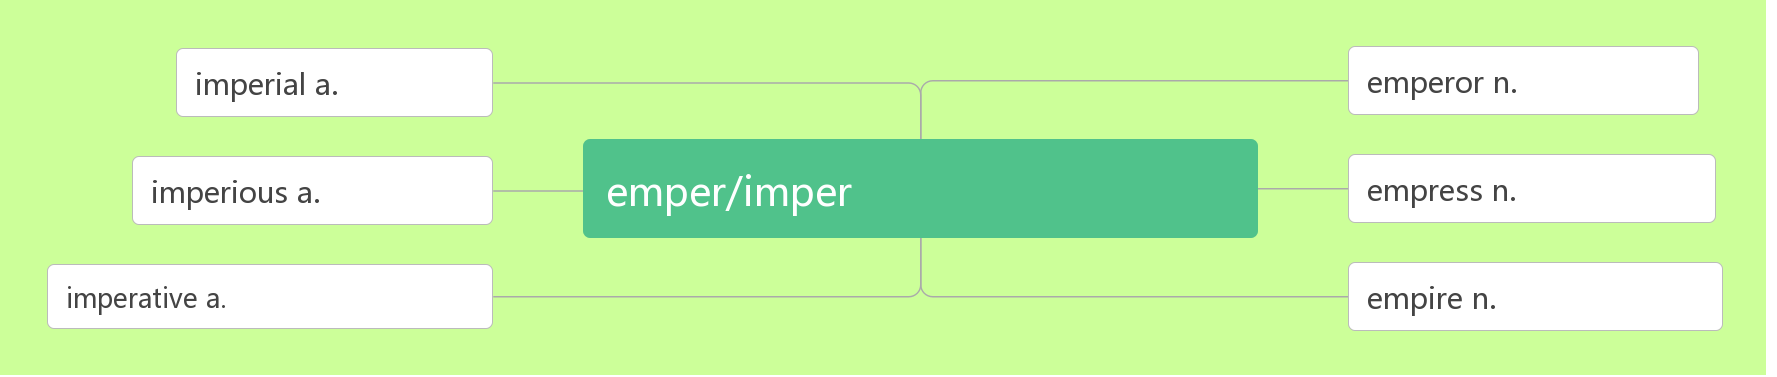 imperial a.
imperious a.
imperative a.
emper/imper
emperor n.
empress n.
empire n.